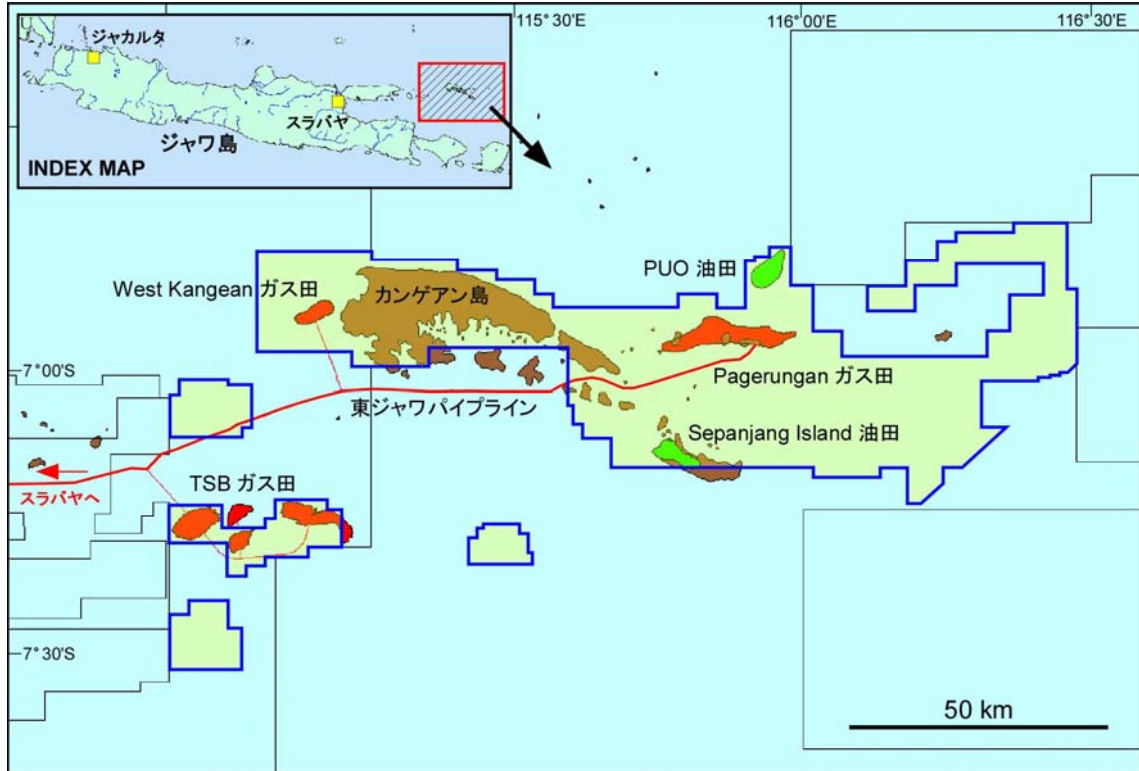 115°30'E
116°00'E
116°30'E
ジャカルタ
スラバヤ
ジャワ島
INDEX MAP
PUO 油田
West Kangean ガス田
カンゲアン島
7°00'S
Pagerungan ガス田
東ジャワパイプライン
Sepanjang Island 油田
TSB ガス田
スラバヤへ
7°30'S
50 km